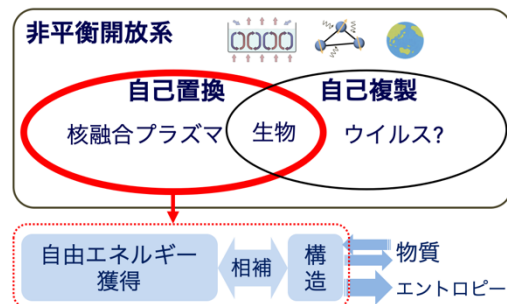 非平衡開放系
自己置換
自己複製
核融合プラズマ
生物
ウイルス?
自由エネルギー
獲得
相補
構
造
物質
エントロピー